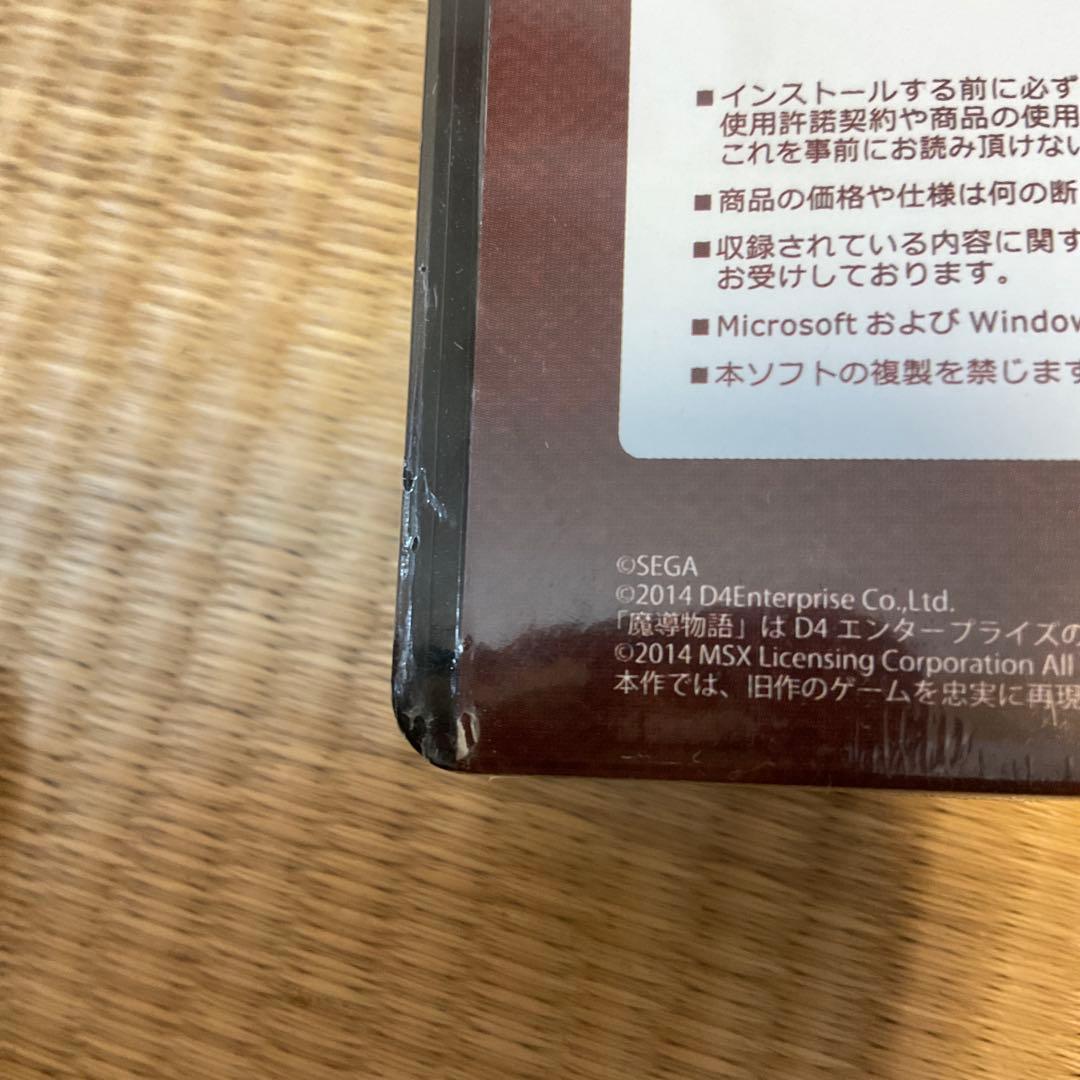 ■インストールする前に必ず
使用許諾契約や商品の使用
これを事前にお読み頂けない
■商品の価格や仕様は何の断
■収録されている内容に関す
お受けしております。
■Microsoft および Window
■本ソフトの複製を禁じます
©SEGA
©2014 D4Enterprise Co.,Ltd.
「魔導物語」は D4 エンタープライズの
©2014 MSX Licensing Corporation All
本作では、旧作のゲームを忠実に再現